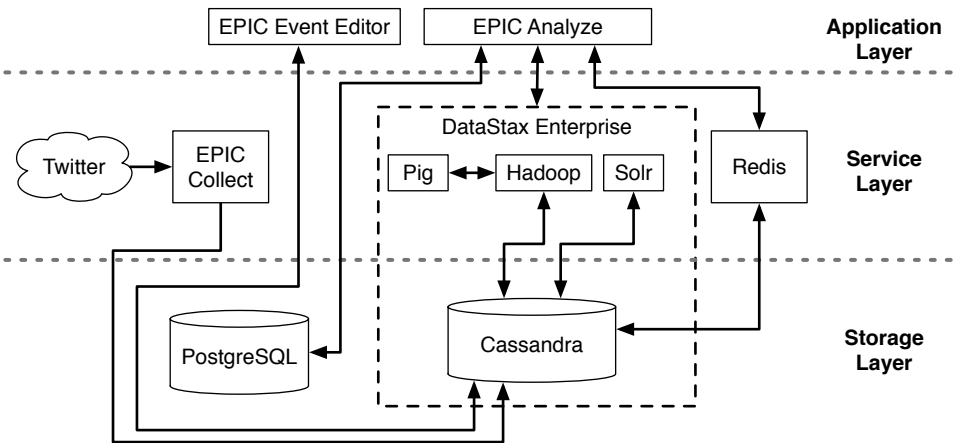 EPIC Event Editor
EPIC Analyze
Application
Layer
DataStax Enterprise
Twitter
EPIC
Collect
Pig
Hadoop
Solr
Redis
Service
Layer
PostgreSQL
Cassandra
Storage
Layer